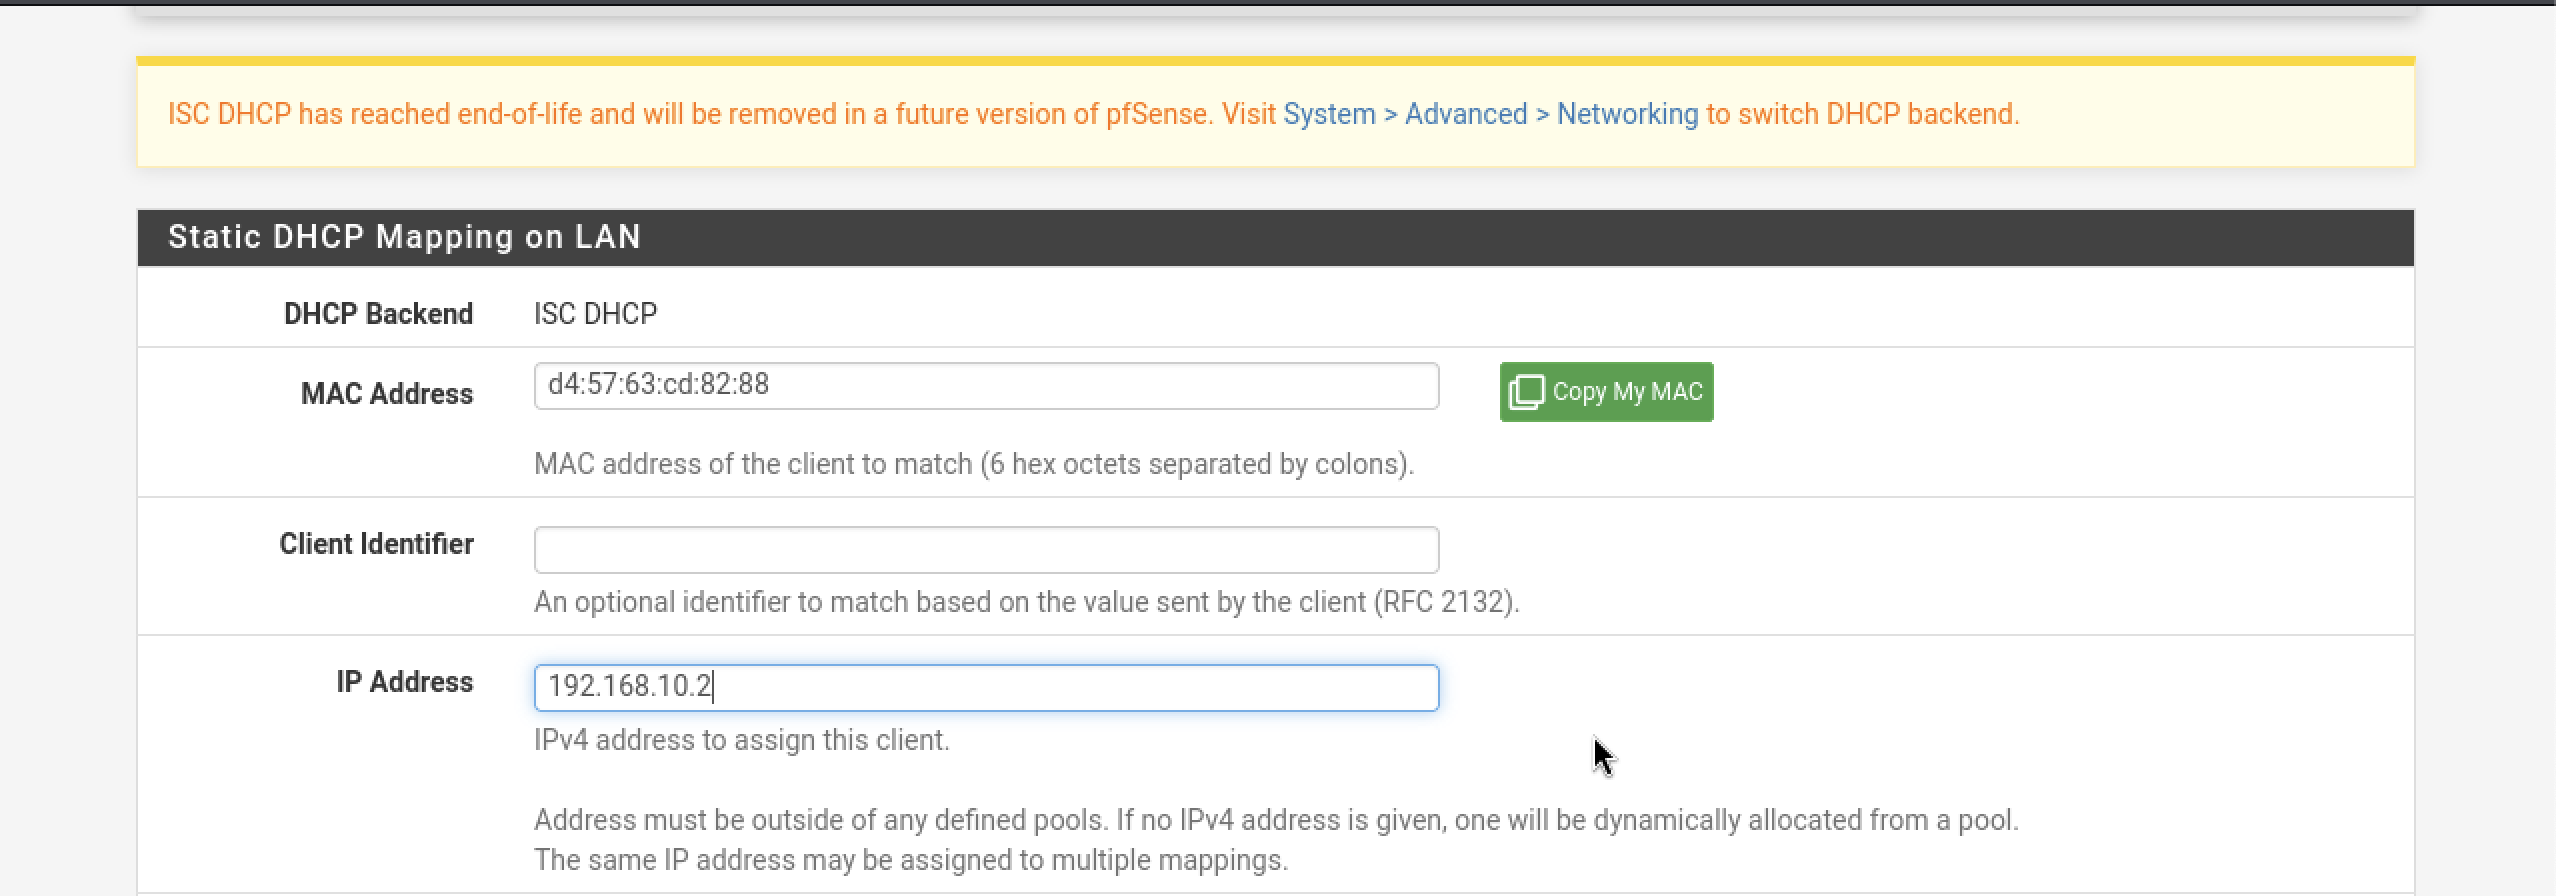 ISC DHCP has reached end-of-life and will be removed in a future version of pfSense. Visit System > Advanced > Networking to switch DHCP backend.
Static DHCP Mapping on LAN
DHCP Backend ISC DHCP
MAC Address d4:57:63:cd:82:88 Copy My MAC
MAC address of the client to match (6 hex octets separated by colons).
Client Identifier
An optional identifier to match based on the value sent by the client (RFC 2132).
IP Address 192.168.10.2
IPv4 address to assign this client.
Address must be outside of any defined pools. If no IPv4 address is given, one will be dynamically allocated from a pool.
The same IP address may be assigned to multiple mappings.